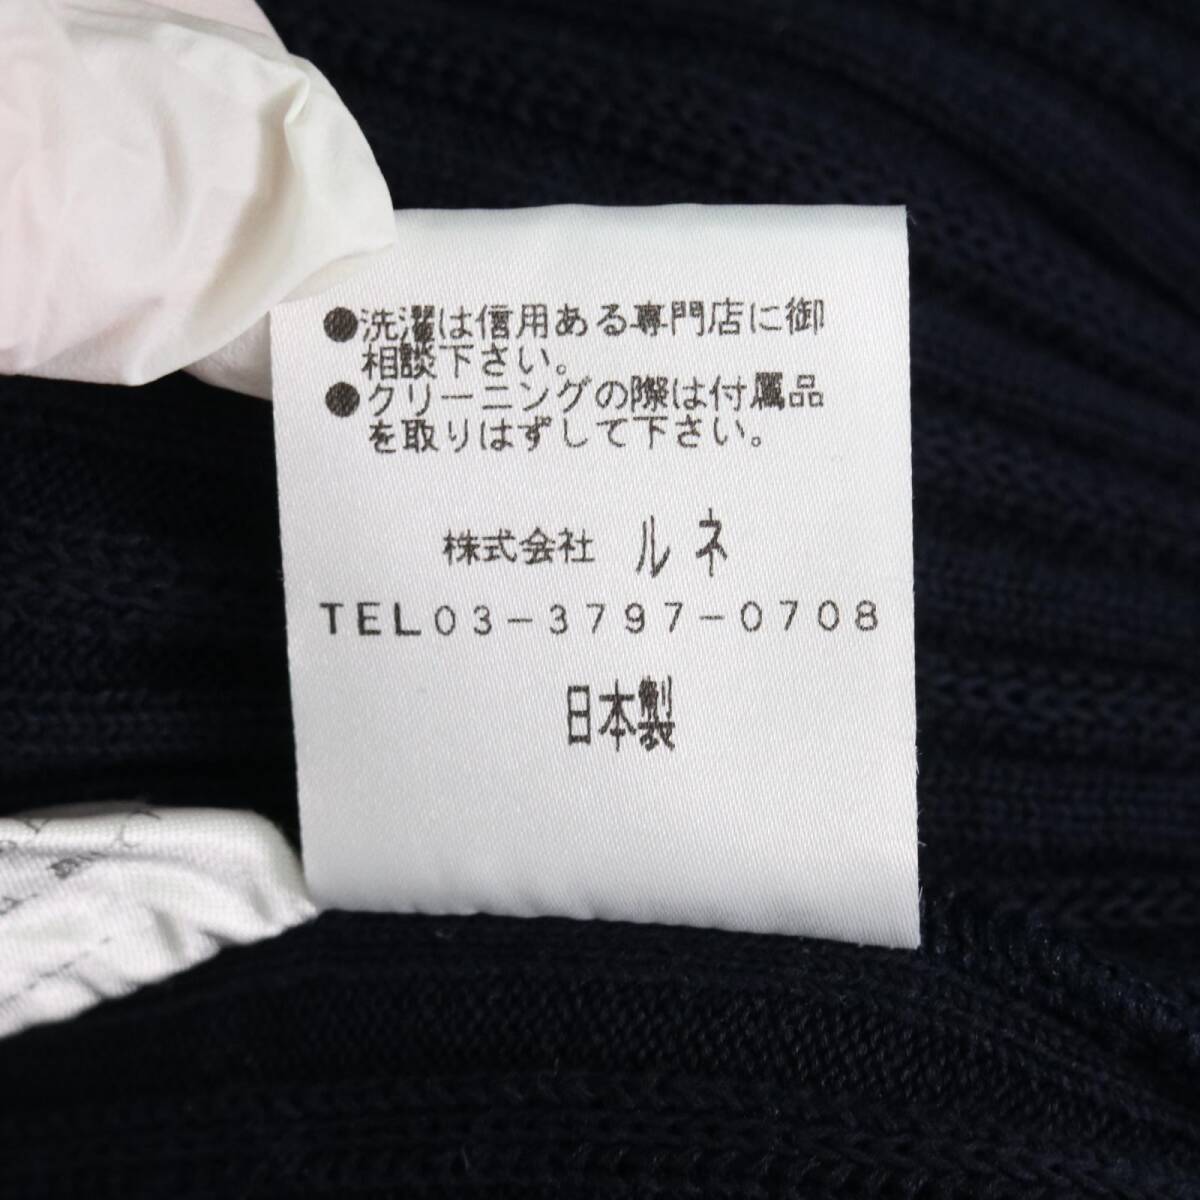 ●洗濯は信用ある専門店に御
相談下さい。
●クリーニングの際は付属品
を取りはずして下さい。
株式会社 ルネ
TEL03-3797-0708
日本製